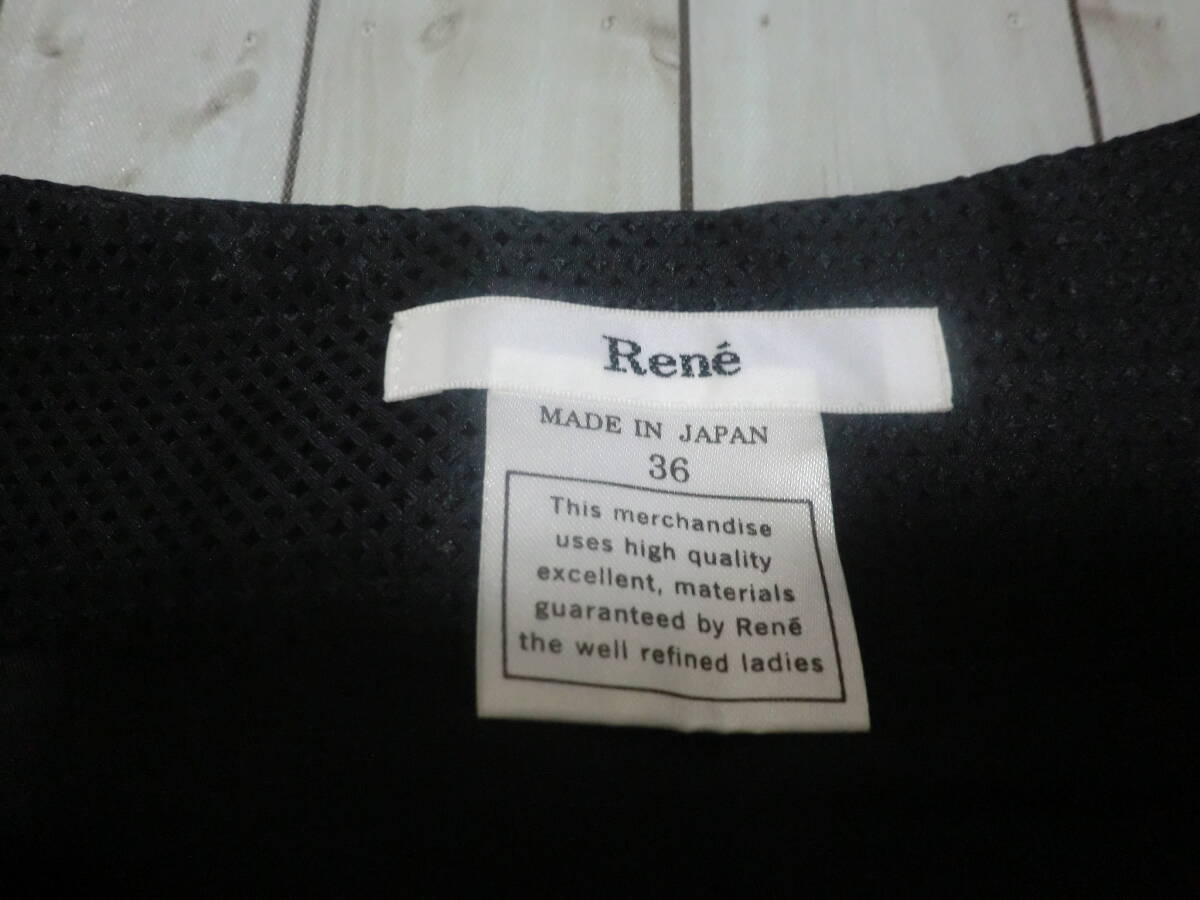 René
MADE IN JAPAN
36
This merchandise
uses high quality
excellent, materials
guaranteed by René
the well refined ladies